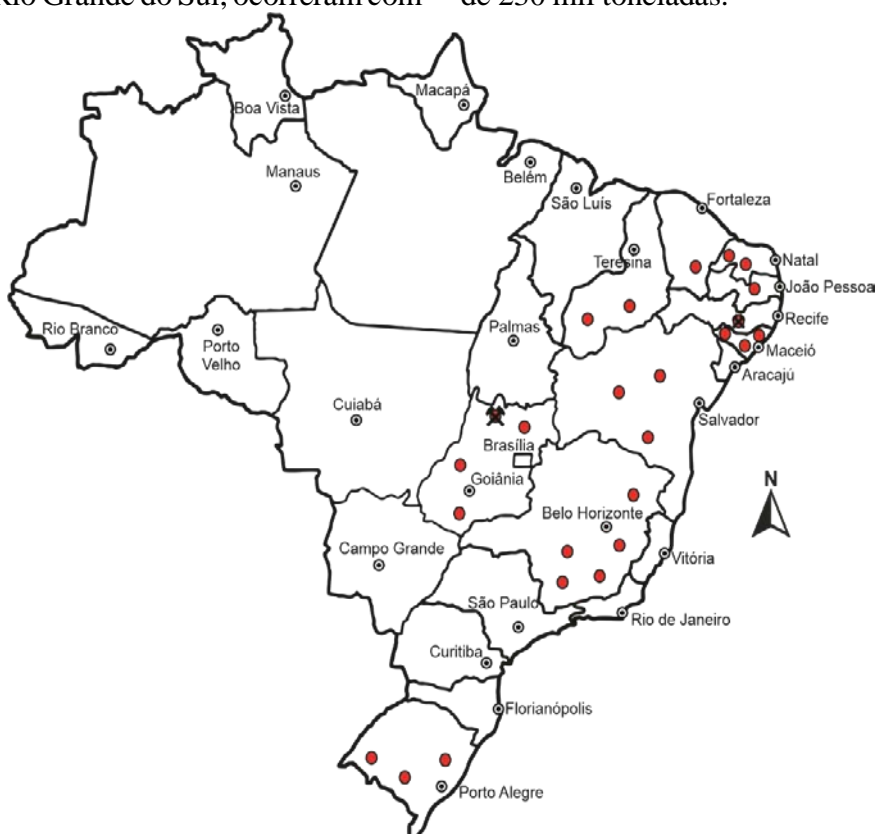 Rio Grande do Sul, ocorreram com de 230 mil toneladas.
Macapá
Boa Vista
Manaus
Belém
São Luís
Fortaleza
Teresina
Natal
João Pessoa
Recife
Maceió
Aracajú
Salvador
Rio Branco
Porto
Velho
Palmas
Cuiabá
Brasília
Goiânia
Belo Horizonte
N
Campo Grande
Vitória
São Paulo
Rio de Janeiro
Curitiba
Florianópolis
Porto Alegre